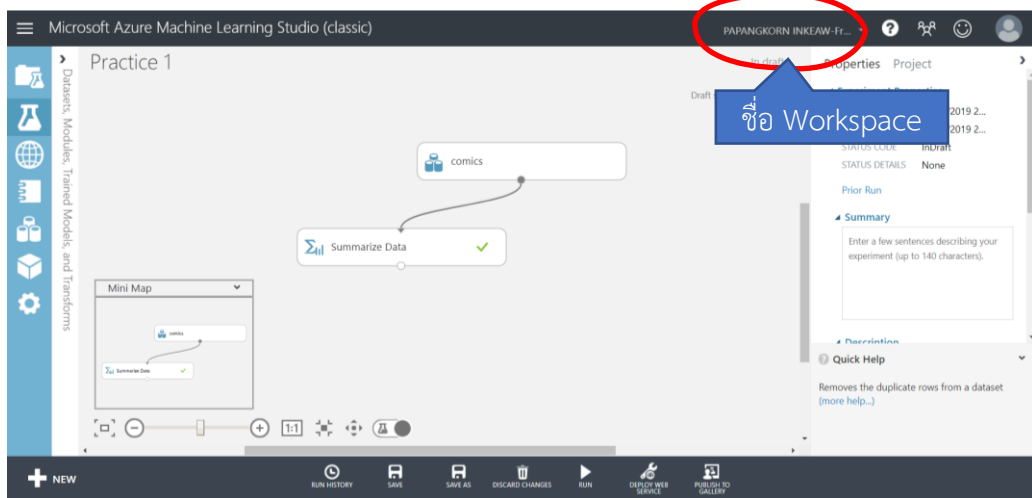 Microsoft Azure Machine Learning Studio (classic)
PAPANGKORN INKEAW-Fr...
Datasets, Modules, Trained Models, and Transforms
Practice 1
In draft
Draft
ชื่อ Workspace
comics
Summarize Data
Mini Map
comics
Summarize Data
1:1
Properties Project
2019 2...
2019 2...
STATUS CODE InDraft
STATUS DETAILS None
Prior Run
Summary
Enter a few sentences describing your
experiment (up to 140 characters).
Description
Quick Help
Removes the duplicate rows from a dataset
(more help...)
NEW
RUN HISTORY
SAVE
SAVE AS
DISCARD CHANGES
RUN
DEPLOY WEB
SERVICE
PUBLISH TO
GALLERY